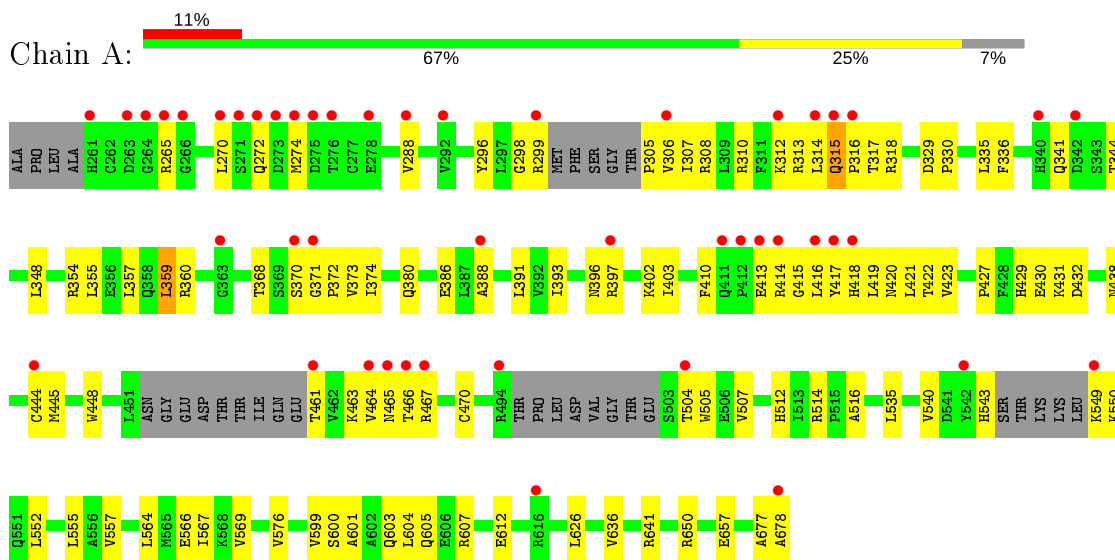 11%
Chain A:
67% 25% 7%
ALA PRO LEU ALA H261 C262 D263 G264 R265 G266 L270 S271 Q272 D273 M274 D275 T276 C277 E278 V288 V292 Y296 L297 G298 R299 MET PHE SER GLY THR P305 V306 I307 R308 L309 R310 F311 K312 R313 L314 Q315 P316 T317 R318 D329 P330 L335 F336 H340 Q341 D342 S343 T344
L348 R354 L355 E356 L357 Q358 L359 R360 G363 T368 S369 S370 G371 P372 V373 I374 Q380 E386 L387 A388 L391 V392 I393 N396 R397 K402 I403 F410 Q411 P412 E413 R414 G415 L416 Y417 H418 L419 N420 L421 T422 V423 P427 F428 H429 E430 K431 D432 N438
C444 M445 W448 L451 ASN GLY GLU ASP THR THR ILE GLN GLU T461 V462 K463 V464 N465 T466 R467 C470 R494 THR PRO LEU ASP VAL GLY THR GLU S503 T504 W505 E506 V507 H512 I513 R514 P515 A516 L535 V540 D541 Y542 H543 SER THR LYS LYS LEU K549 K550
Q551 L552 L555 A556 V557 L564 M565 E566 I567 K568 V569 V576 V599 S600 A601 A602 Q603 L604 Q605 E606 R607 E612 R616 L626 V636 R641 R650 E657 A677 A678